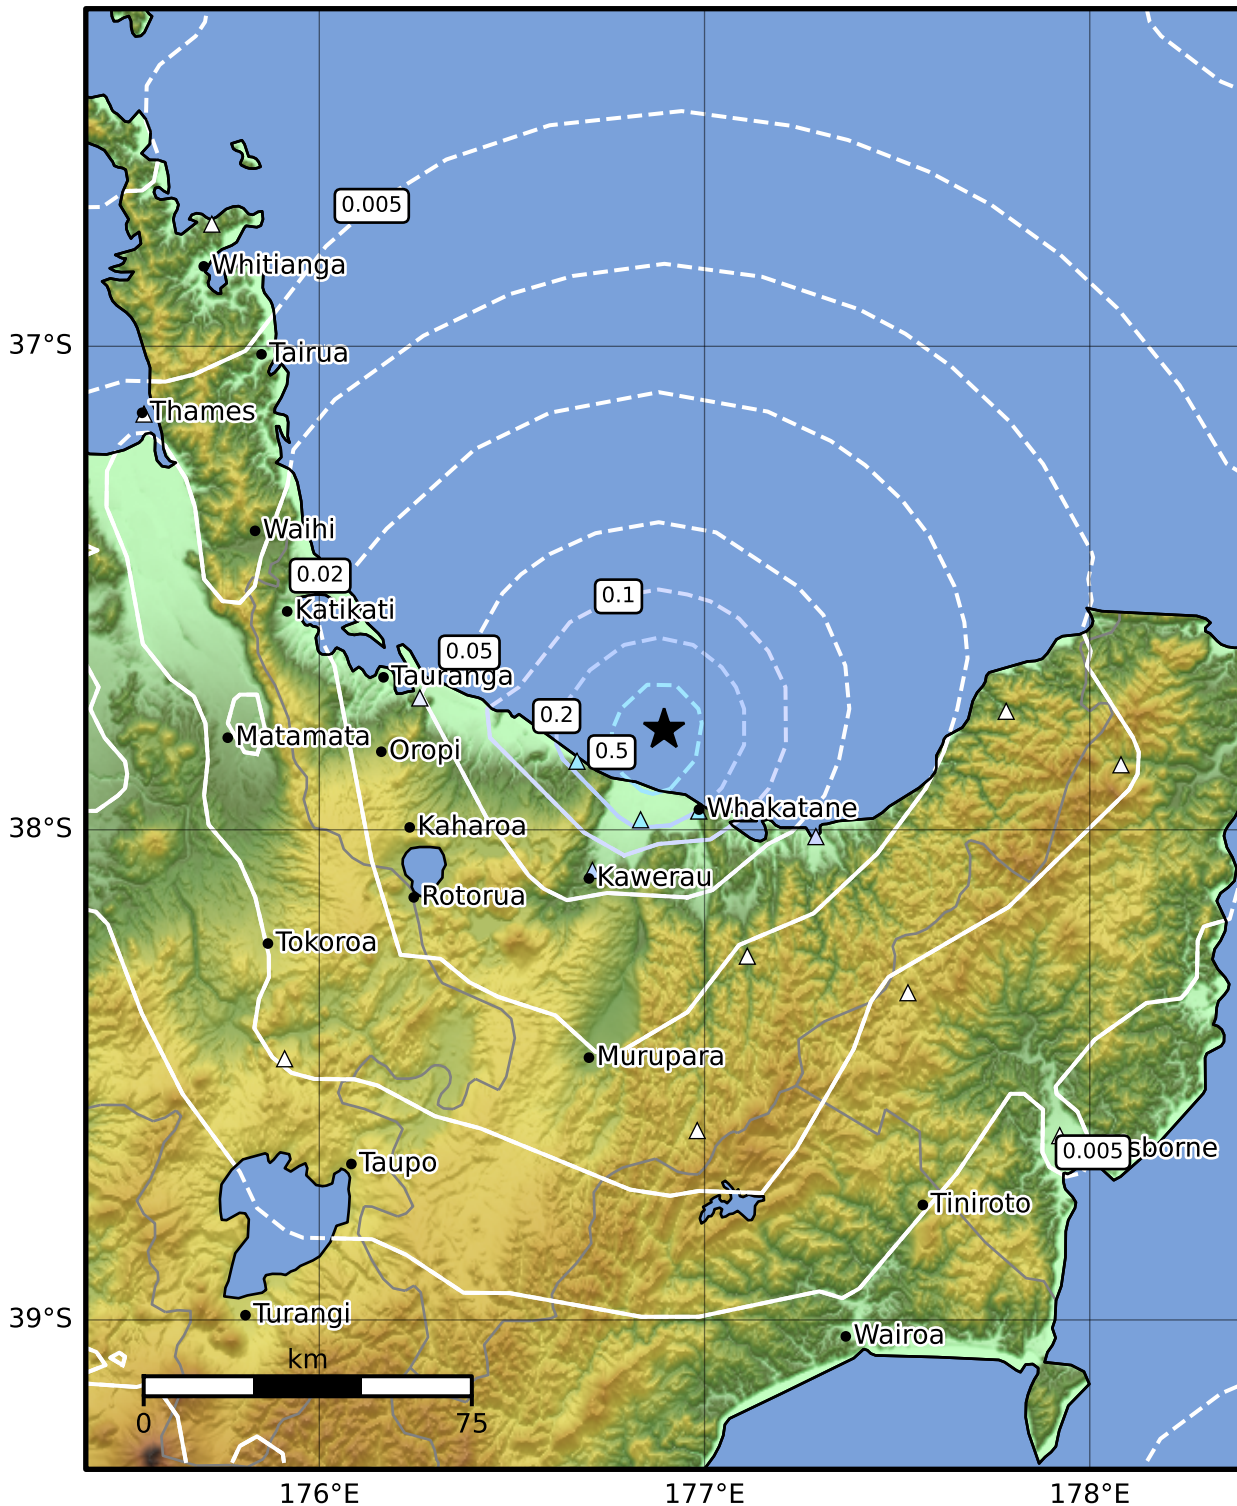 0.005
Whitianga
37°S
Tairua
Thames
Waihi
0.02
0.1
Katikati
0.05
Tauranga
0.2
Matamata
Oropi
0.5
Whakatane
Kaharoa
38°S
Kawerau
Rotorua
Tokoroa
Murupara
0.005
sborne
Taupo
Tiniroto
Turangi
39°S
Wairoa
km
0
75
176°E
177°E
178°E